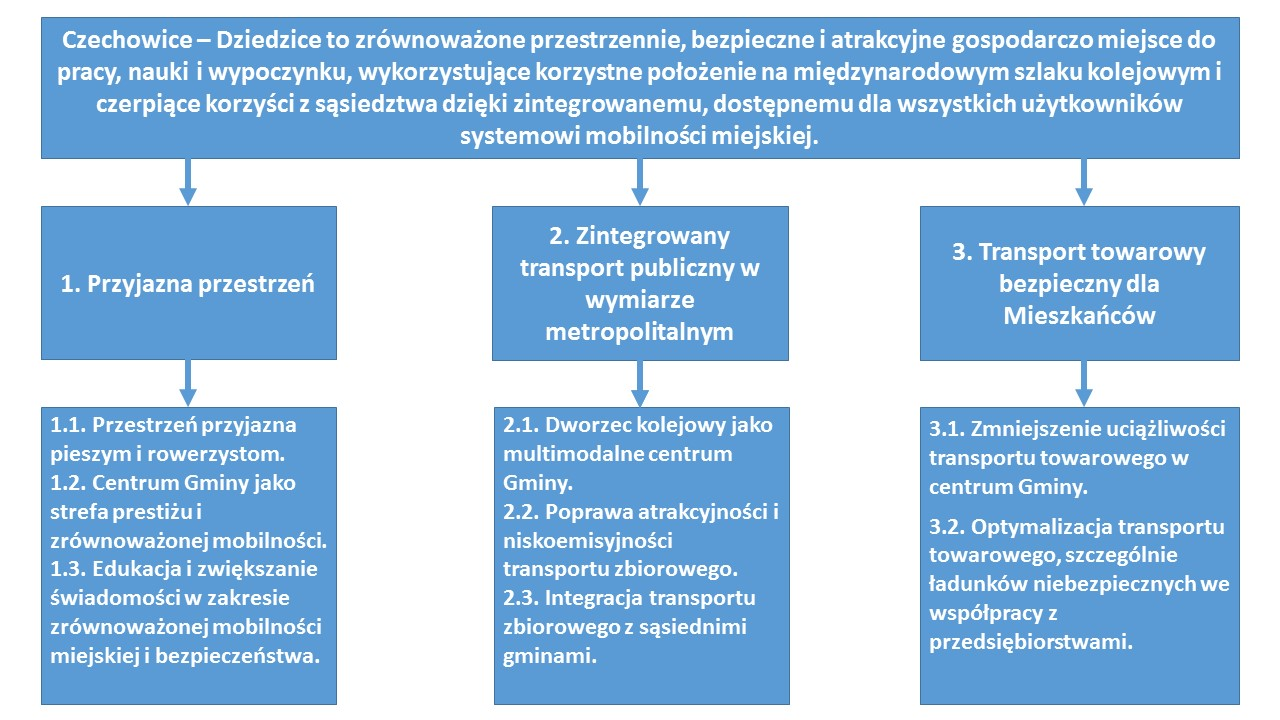 Czechowice – Dziedzice to zrównoważone przestrzennie, bezpieczne i atrakcyjne gospodarczo miejsce do
pracy, nauki i wypoczynku, wykorzystujące korzystne położenie na międzynarodowym szlaku kolejowym i
czerpiące korzyści z sąsiedztwa dzięki zintegrowanemu, dostępnemu dla wszystkich użytkowników
systemowi mobilności miejskiej.
1. Przyjazna przestrzeń
2. Zintegrowany
transport publiczny w
wymiarze
metropolitalnym
3. Transport towarowy
bezpieczny dla
Mieszkańców
1.1. Przestrzeń przyjazna
pieszym i rowerzystom.
1.2. Centrum Gminy jako
strefa prestiżu i
zrównoważonej mobilności.
1.3. Edukacja i zwiększanie
świadomości w zakresie
zrównoważonej mobilności
miejskiej i bezpieczeństwa.
2.1. Dworzec kolejowy jako
multimodalne centrum
Gminy.
2.2. Poprawa atrakcyjności i
niskoemisyjności
transportu zbiorowego.
2.3. Integracja transportu
zbiorowego z sąsiednimi
gminami.
3.1. Zmniejszenie uciążliwości
transportu towarowego w
centrum Gminy.
3.2. Optymalizacja transportu
towarowego, szczególnie
ładunków niebezpiecznych we
współpracy z
przedsiębiorstwami.